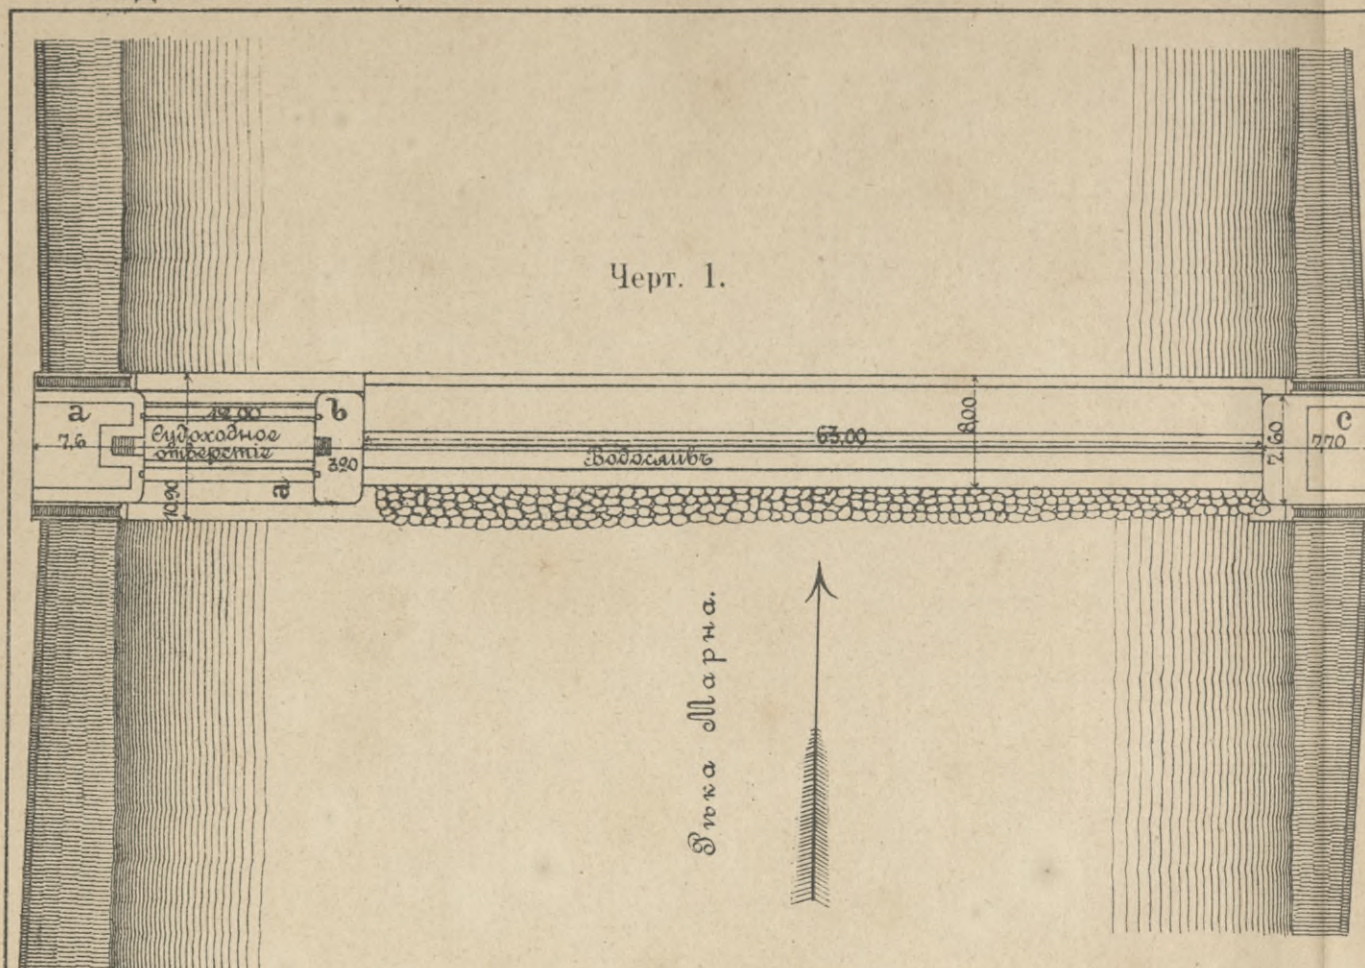 Черт. 1.
a
7,6
12,00
Судоходное
отверстіе
b
3,20
a
10,90
63,00
Водосливъ
8,00
7,60
c
7,70
Рѣка Марна.